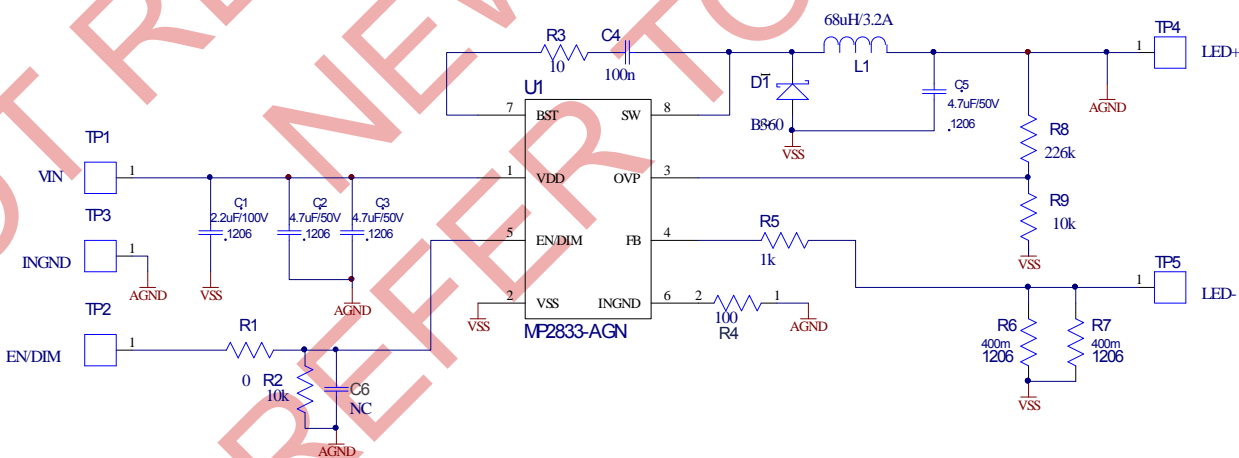 68uH/3.2A
L1
R3
10
C4
100n
TP4
1
LED+
AGND
U1
7
BST
SW
8
D1
B360
VSS
C5
4.7uF/50V
1206
R8
226k
TP1
VIN
1
1
VDD
OVP
3
C1
2.2uF/100V
1206
C2
4.7uF/50V
1206
C3
4.7uF/50V
1206
R9
10k
VSS
TP3
INGND
1
AGND
VSS
AGND
5
EN/DIM
FB
4
R5
1k
TP5
1
LED-
2
VSS
VSS
INGND
6
2
100
R4
1
AGND
MP2833-AGN
TP2
EN/DIM
1
R1
0
R2
10k
C6
NC
AGND
R6
400m
1206
R7
400m
1206
VSS
NEW
REFER TO